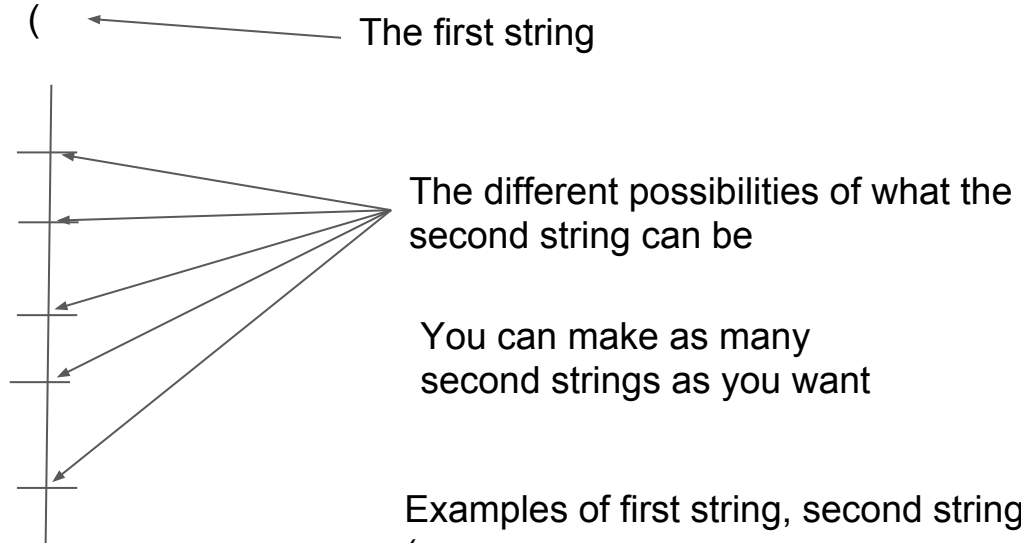 ( The first string
The different possibilities of what the
second string can be
You can make as many
second strings as you want
Examples of first string, second string